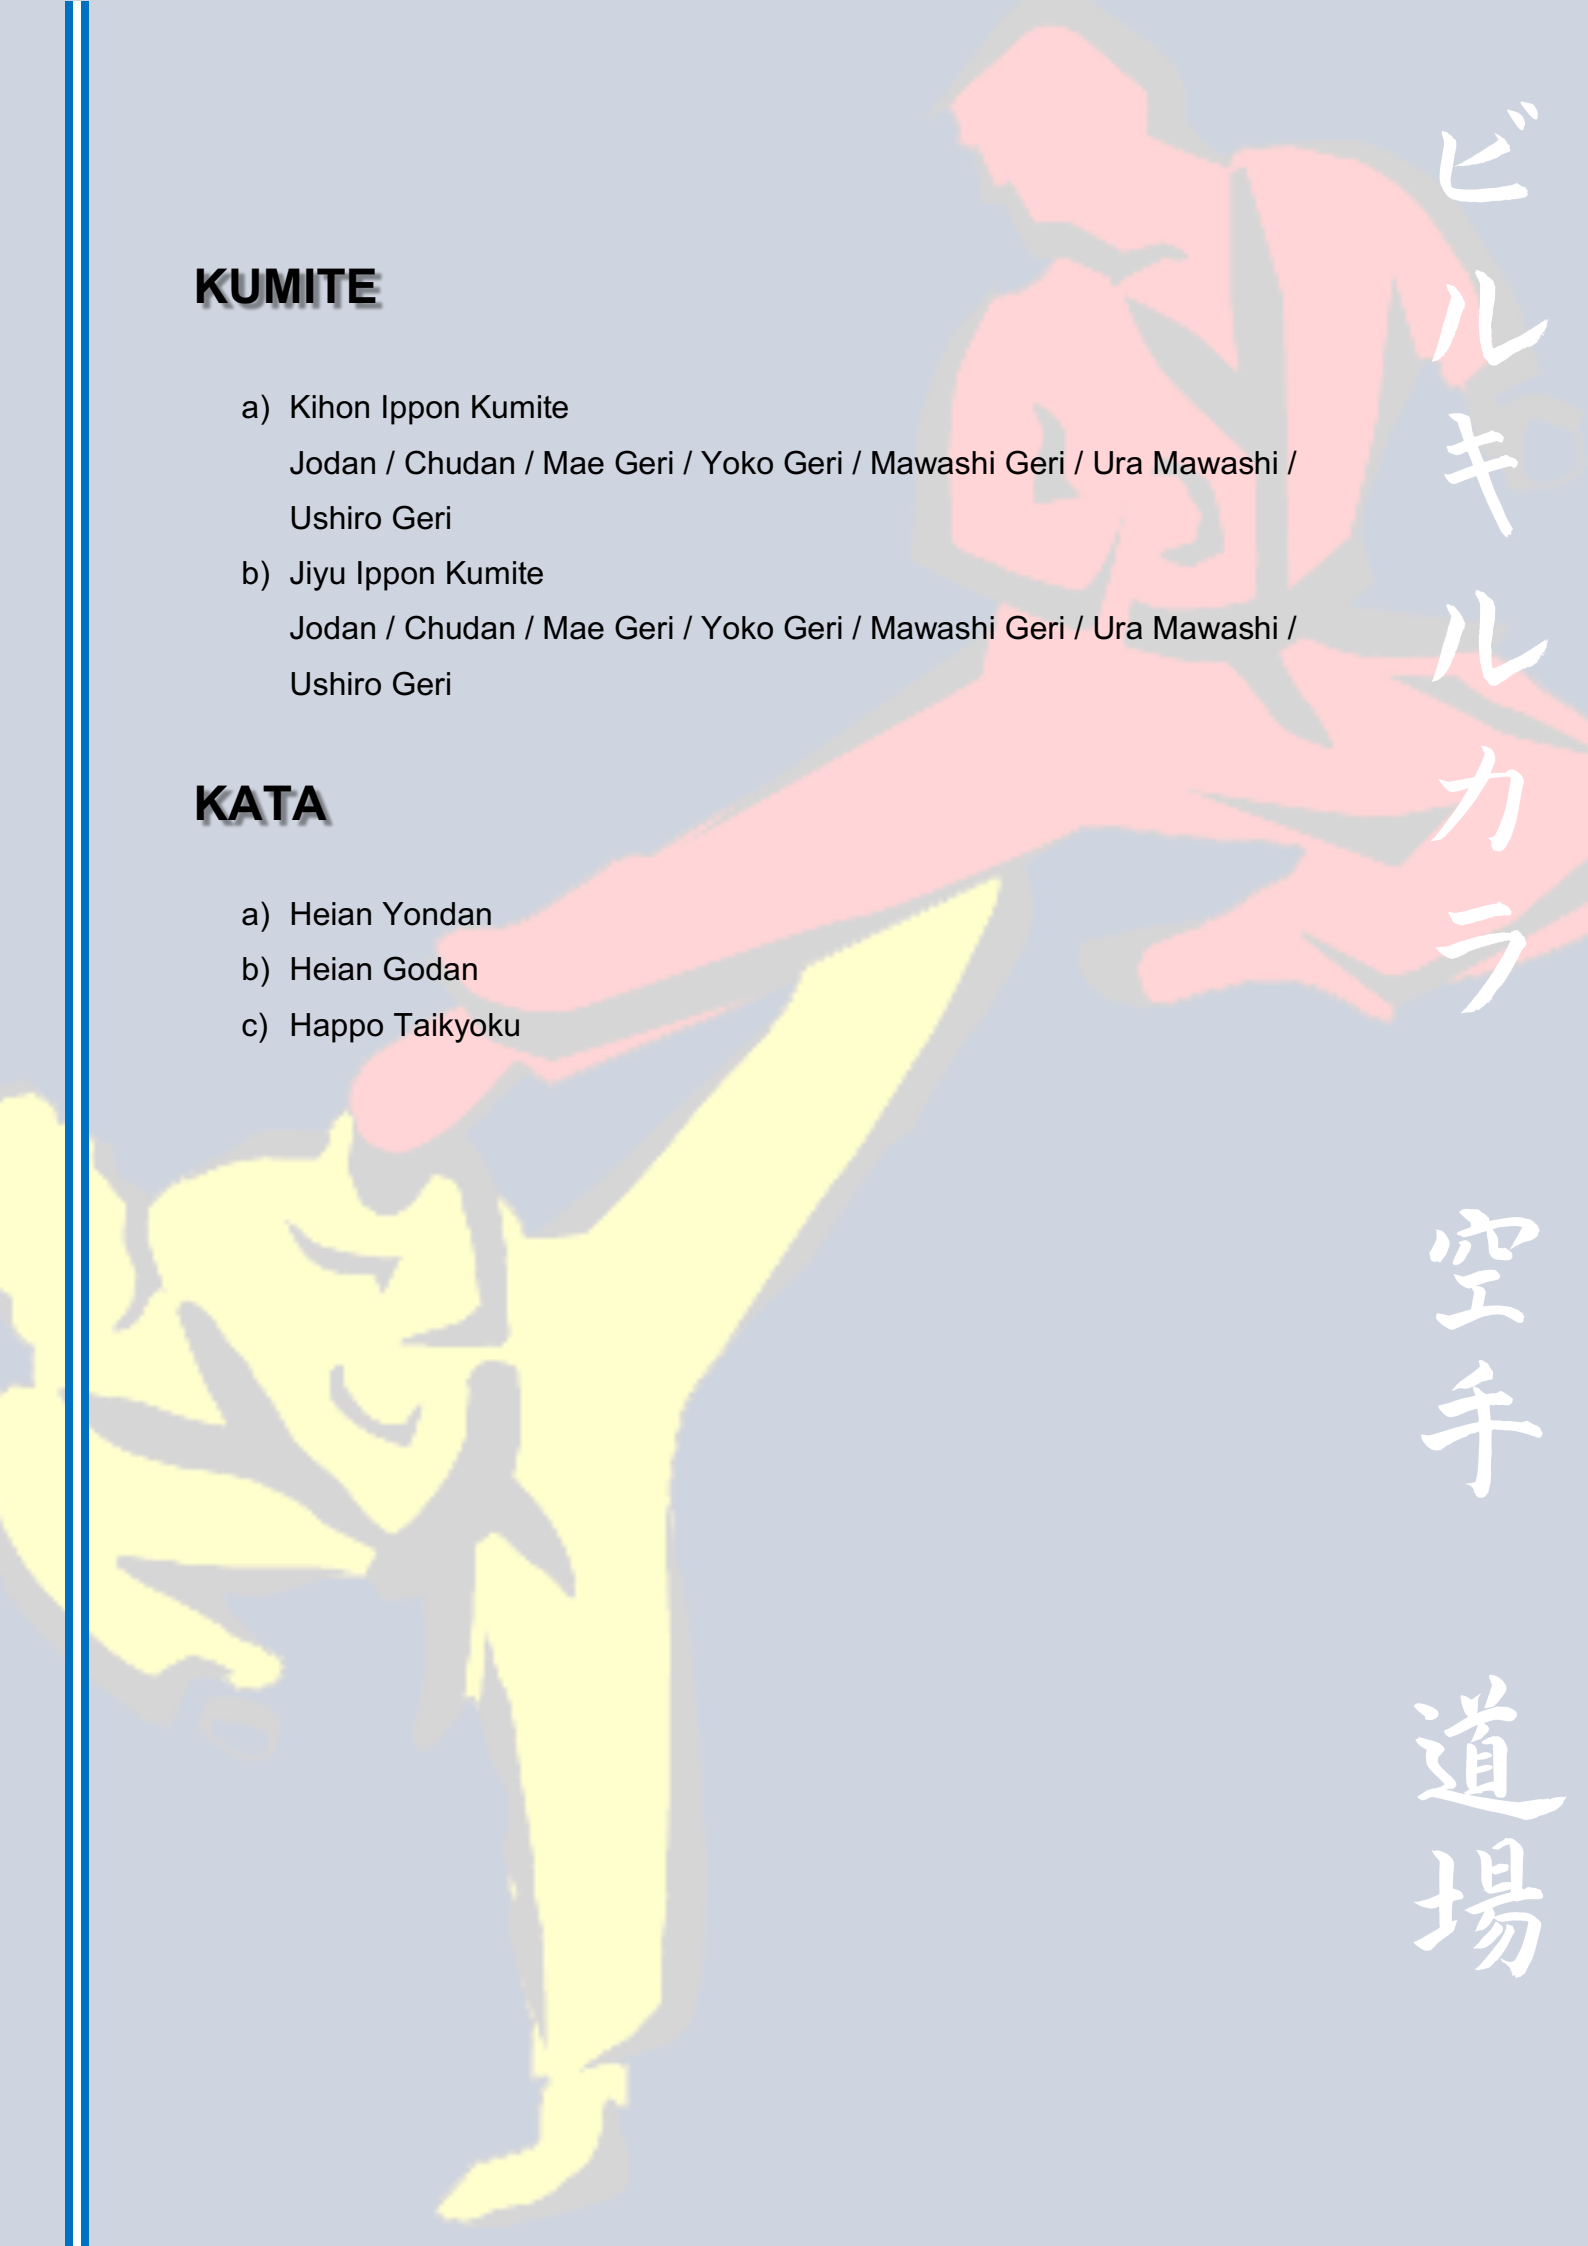 KUMITE
a) Kihon Ippon Kumite
Jodan / Chudan / Mae Geri / Yoko Geri / Mawashi Geri / Ura Mawashi /
Ushiro Geri
b) Jiyu Ippon Kumite
Jodan / Chudan / Mae Geri / Yoko Geri / Mawashi Geri / Ura Mawashi /
Ushiro Geri
KATA
a) Heian Yondan
b) Heian Godan
c) Happo Taikyoku
ビルキルカラ 空手 道場